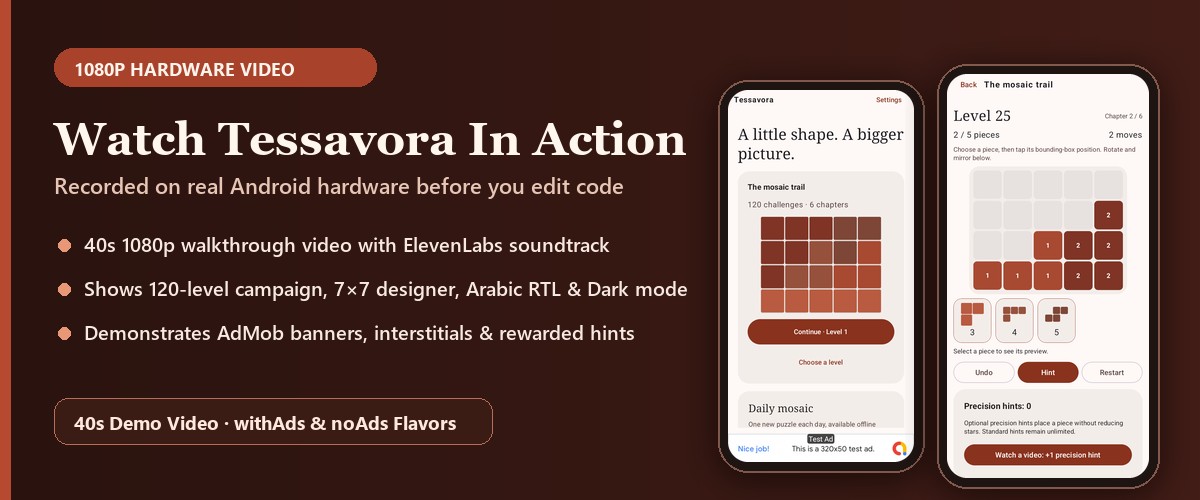 1080P HARDWARE VIDEO
Watch Tessavora In Action
Recorded on real Android hardware before you edit code
40s 1080p walkthrough video with ElevenLabs soundtrack
Shows 120-level campaign, 7×7 designer, Arabic RTL & Dark mode
Demonstrates AdMob banners, interstitials & rewarded hints
40s Demo Video · withAds & noAds Flavors
Tessavora Settings
A little shape. A bigger
picture.
The mosaic trail
120 challenges · 6 chapters
Continue · Level 1
Choose a level
Daily mosaic
One new puzzle each day, available offline
Test Ad
Nice job! This is a 320x50 test ad.
Back The mosaic trail
Level 25 Chapter 2 / 6
2 / 5 pieces 2 moves
Choose a piece, then tap its bounding-box position. Rotate and
mirror below.
2
1 2 2
1 1 1 2 2
3 4 5
Select a piece to see its preview.
Undo Hint Restart
Precision hints: 0
Optional precision hints place a piece without reducing
stars. Standard hints remain unlimited.
Watch a video: +1 precision hint